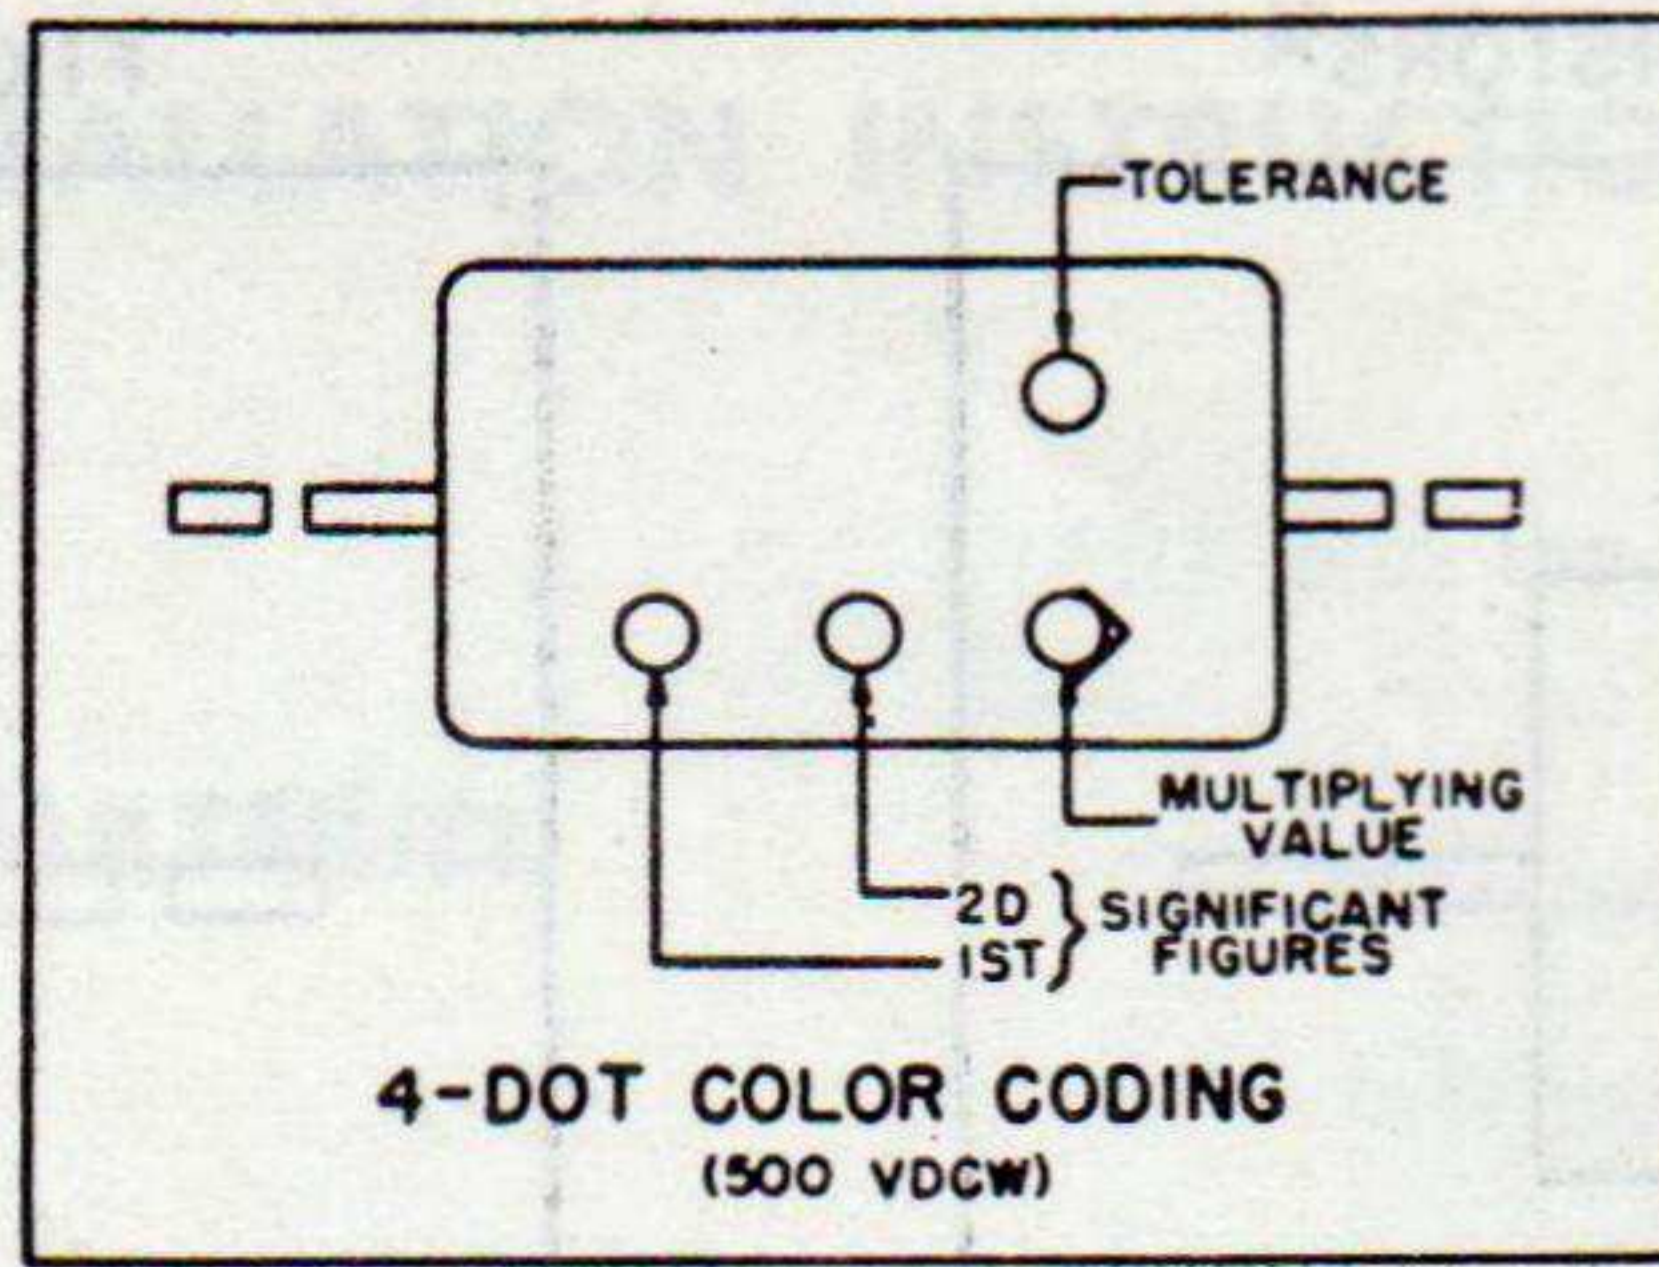 TOLERANCE
MULTIPLYING
VALUE
2D } SIGNIFICANT
1ST } FIGURES
4-DOT COLOR CODING
(500 VDCW)